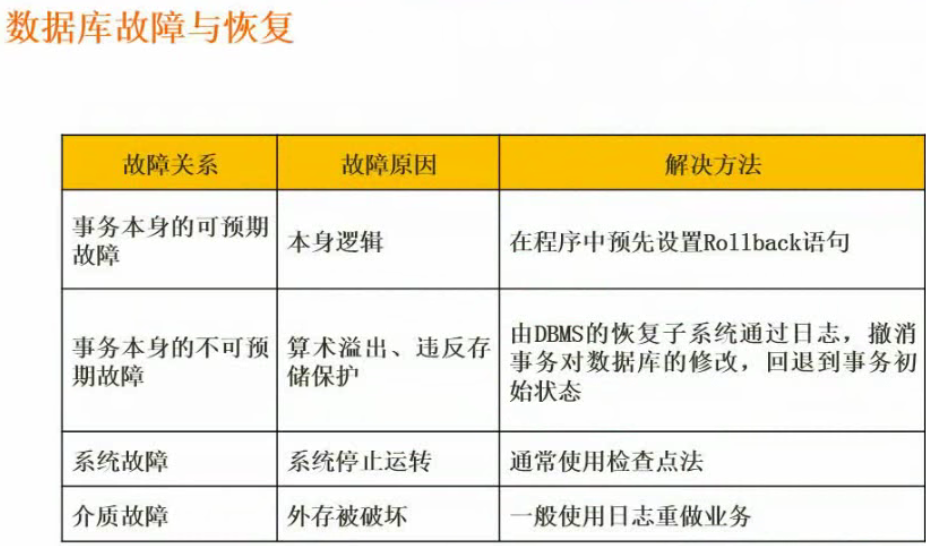 数据库故障与恢复
故障关系
故障原因
解决方法
事务本身的可预期
故障
本身逻辑
在程序中预先设置Rollback语句
事务本身的不可预
期故障
算术溢出、违反存
储保护
由DBMS的恢复子系统通过日志，撤消
事务对数据库的修改，回退到事务初
始状态
系统故障
系统停止运转
通常使用检查点法
介质故障
外存被破坏
一般使用日志重做业务